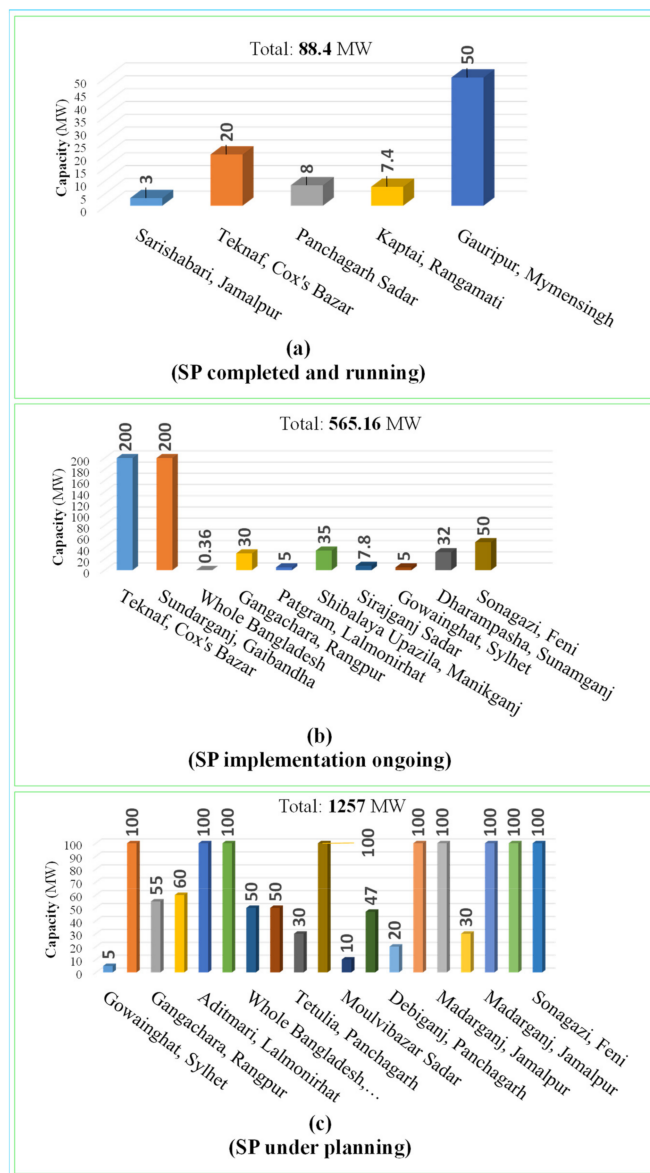 Total: 88.4 MW
Capacity (MW)
50
45
40
35
30
25
20
15
10
5
0
3
20
8
7.4
50
Sarishabari, Jamalpur
Teknaf, Cox's Bazar
Panchagarh Sadar
Kaptai, Rangamati
Gauripur, Mymensingh
(a)
(SP completed and running)
Total: 565.16 MW
Capacity (MW)
200
180
160
140
120
100
80
60
40
20
0
200
200
0.36
30
5
35
7.8
5
32
50
Teknaf, Cox's Bazar
Sundarganj, Gaibandha
Whole Bangladesh
Gangachara, Rangpur
Patgram, Lalmonirhat
Shibalaya Upazila, Manikganj
Sirajganj Sadar
Gowainghat, Sylhet
Dharampasha, Sunamganj
Sonagazi, Feni
(b)
(SP implementation ongoing)
Total: 1257 MW
Capacity (MW)
100
90
80
70
60
50
40
30
20
10
0
5
100
55
60
100
100
50
50
30
100
10
47
20
100
100
30
100
100
100
Gowainghat, Sylhet
Gangachara, Rangpur
Aditmari, Lalmonirhat
Whole Bangladesh,…
Tetulia, Panchagarh
Moulvibazar Sadar
Debiganj, Panchagarh
Madarganj, Jamalpur
Madarganj, Jamalpur
Sonagazi, Feni
(c)
(SP under planning)